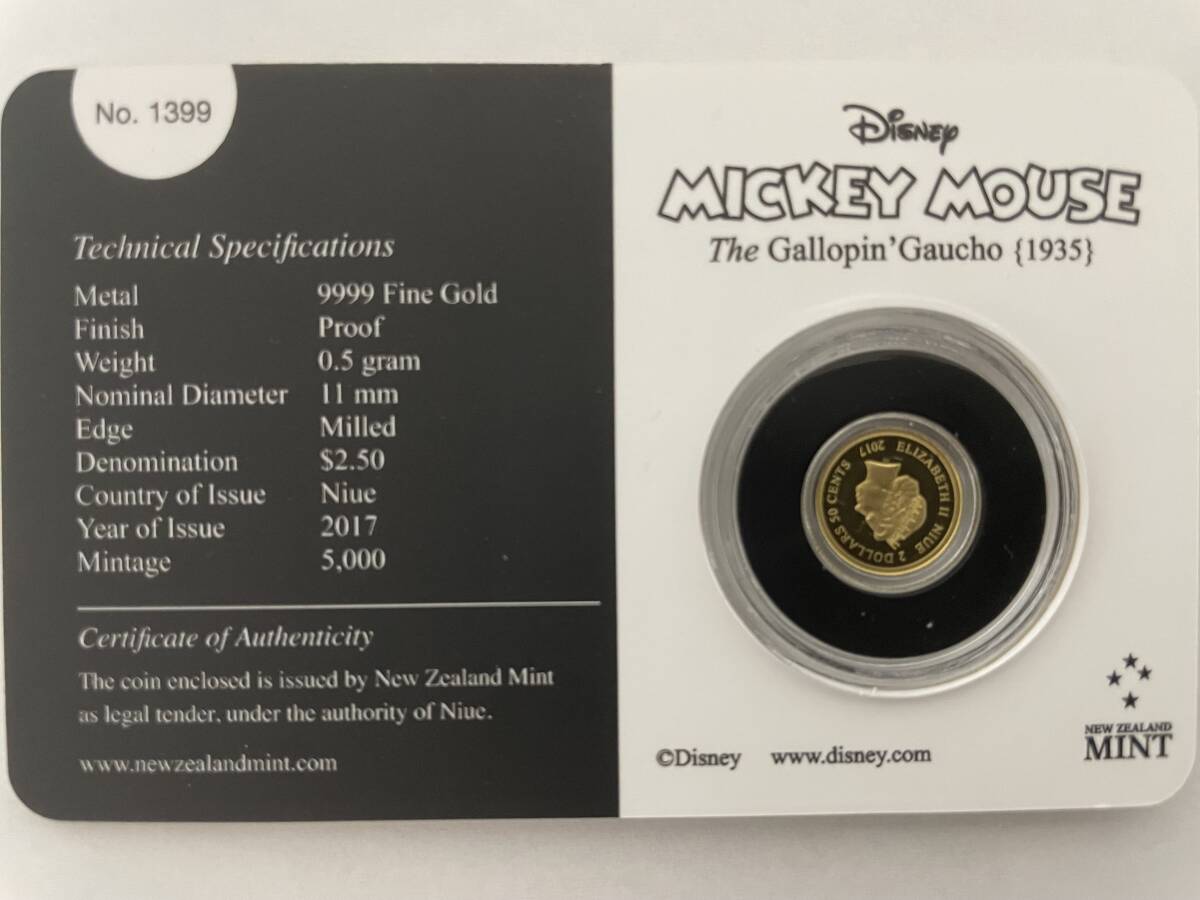 No. 1399
Technical Specifications
Metal 9999 Fine Gold
Finish Proof
Weight 0.5 gram
Nominal Diameter 11 mm
Edge Milled
Denomination $2.50
Country of Issue Niue
Year of Issue 2017
Mintage 5,000
Certificate of Authenticity
The coin enclosed is issued by New Zealand Mint
as legal tender, under the authority of Niue.
www.newzealandmint.com
Disney
MICKEY MOUSE
The Gallopin' Gaucho {1935}
ELIZABETH II NIUE 2 DOLLARS 50 CENTS 2017
©Disney www.disney.com
NEW ZEALAND
MINT